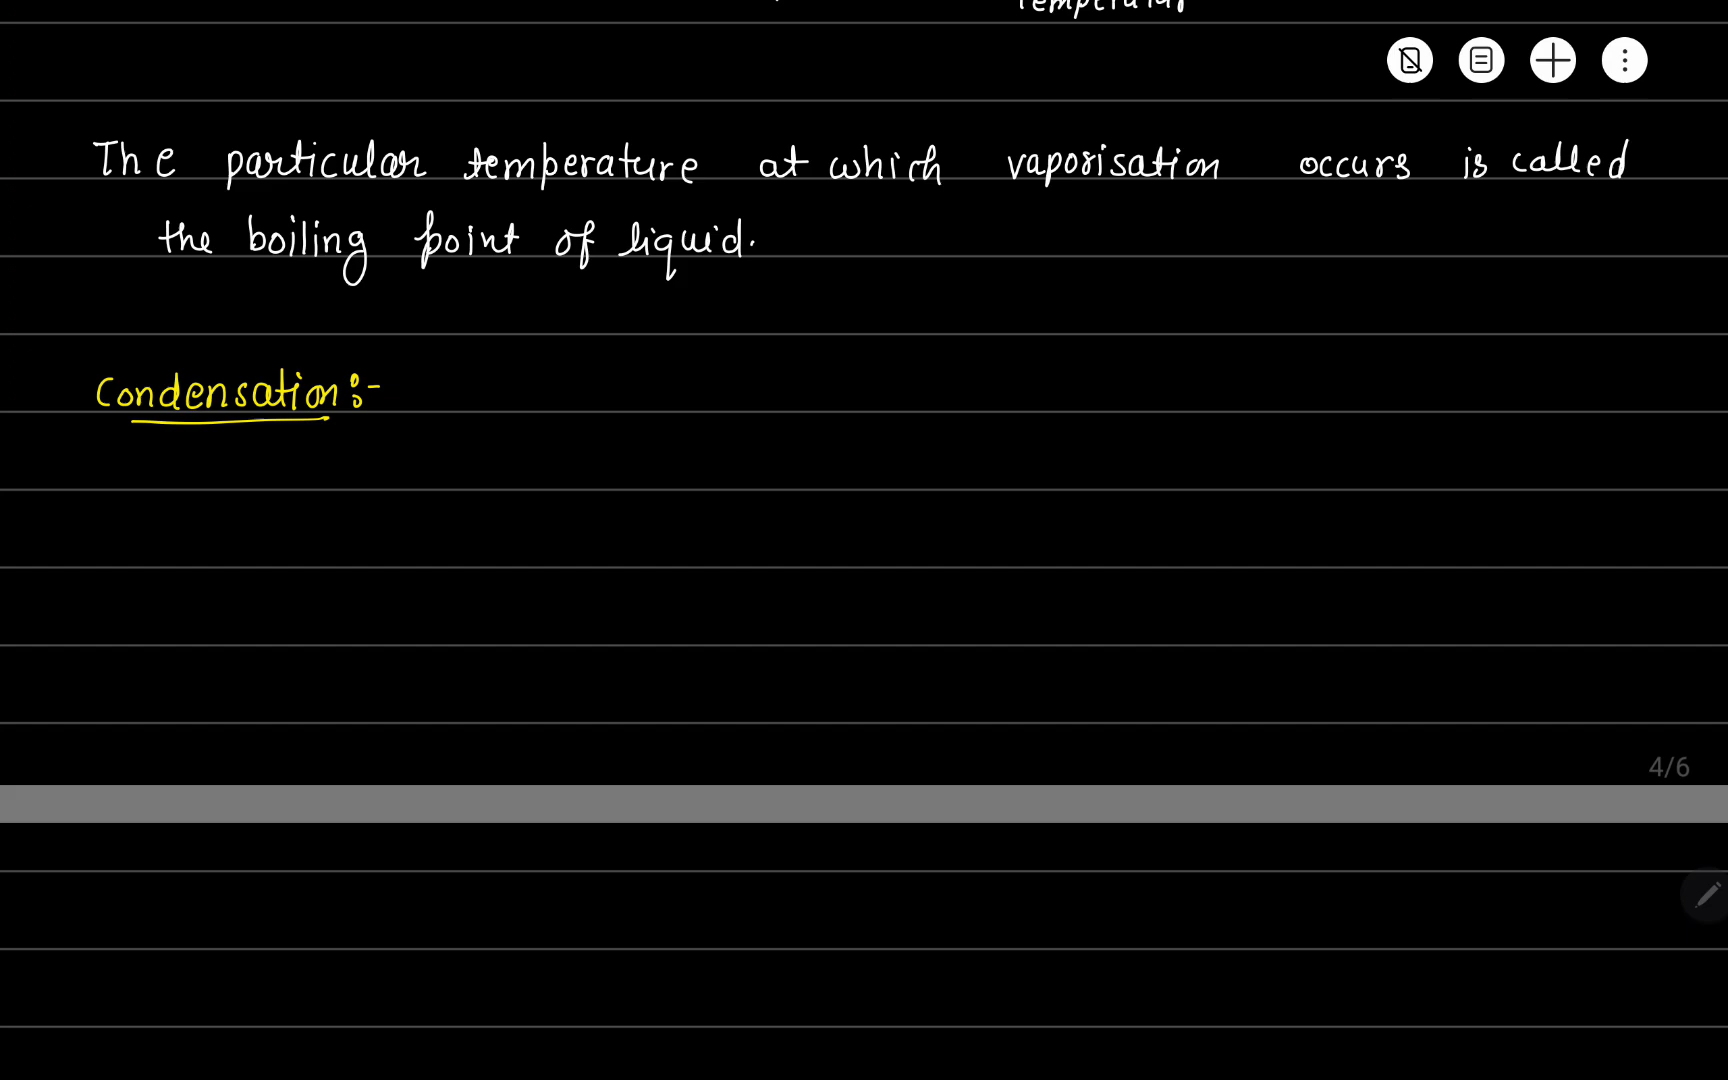 The particular temperature at which vaporisation occurs is called
the boiling point of liquid.
Condensation:-
4/6